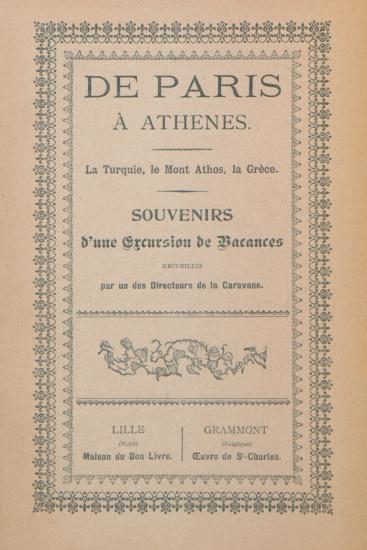 DE PARIS
À ATHENES.
La Turquie, le Mont Athos, la Grèce.
SOUVENIRS
d'une Excursion de Vacances
RECUEILLIS
par un des Directeurs de la Caravane.
LILLE
(Nord)
Maison du Bon Livre.
GRAMMONT
(Belgique)
Œuvre de St-Charles.